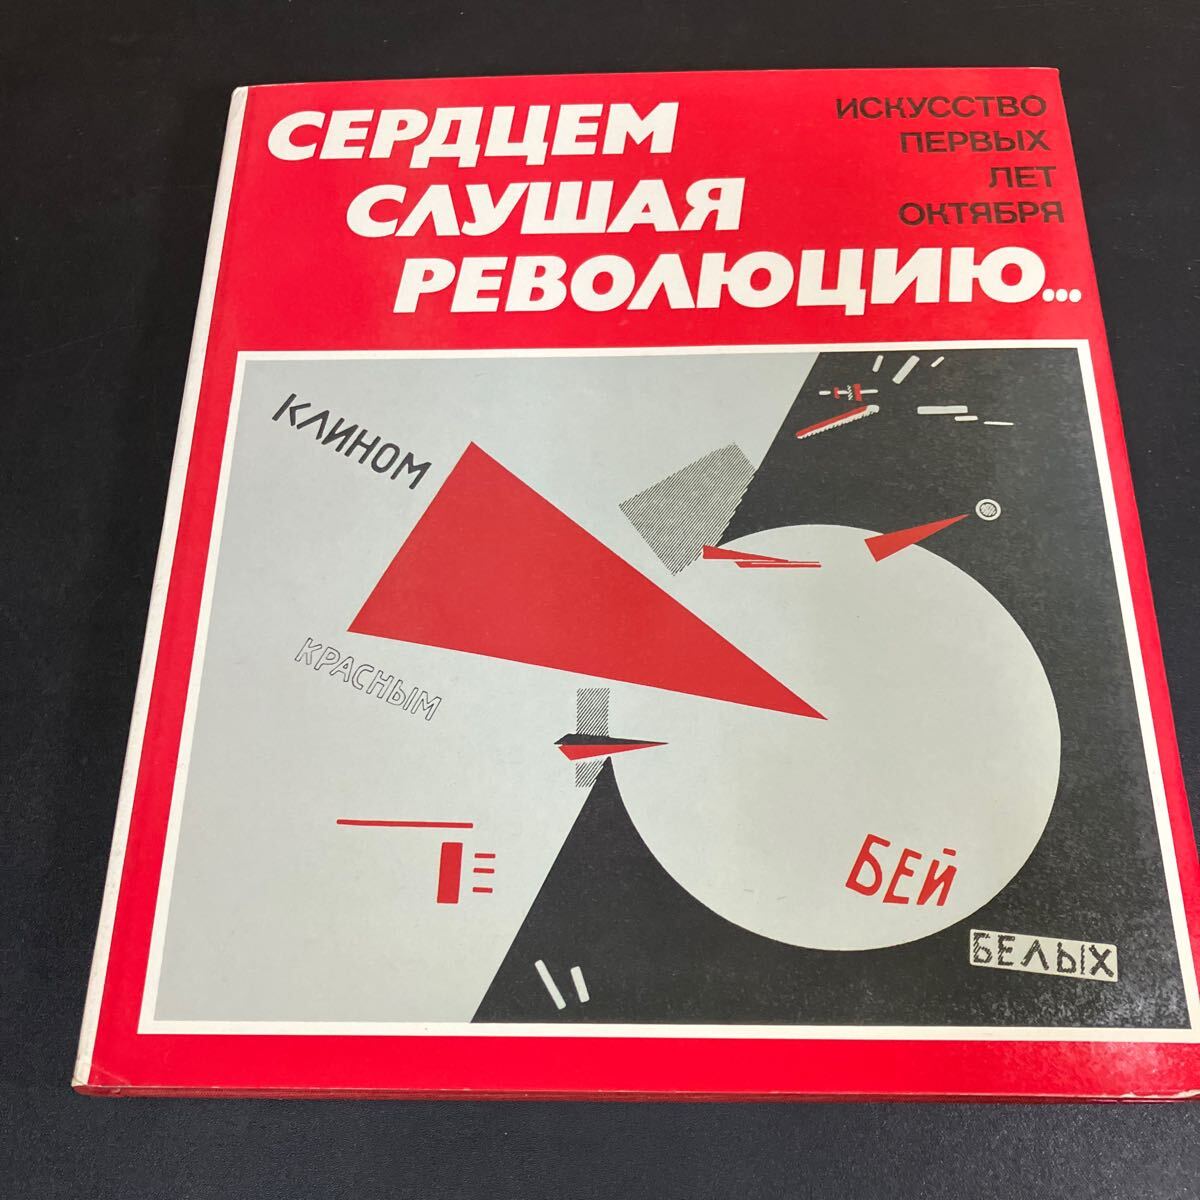 СЕРДЦЕМ
СЛУШАЯ
РЕВОЛЮЦИЮ...
ИСКУССТВО
ПЕРВЫХ
ЛЕТ
ОКТЯБРЯ
КЛИНОМ
КРАСНЫМ
БЕЙ
БЕЛЫХ